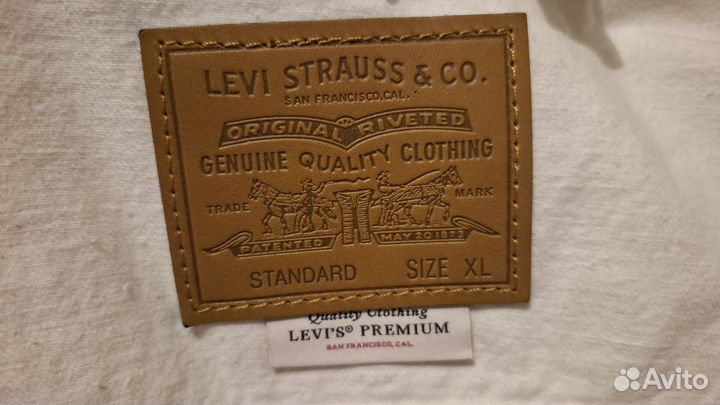 LEVI STRAUSS & CO.
SAN FRANCISCO, CAL.
ORIGINAL RIVETED
GENUINE QUALITY CLOTHING
TRADE MARK
PATENTED MAY 20 1873
STANDARD SIZE XL
Quality Clothing
LEVI'S® PREMIUM
SAN FRANCISCO, CAL.
Avito